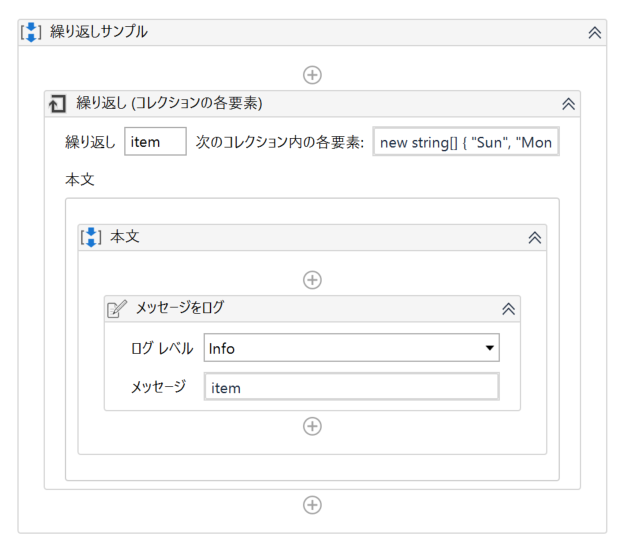 繰り返しサンプル
繰り返し (コレクションの各要素)
繰り返し item 次のコレクション内の各要素: new string[] { "Sun", "Mon
本文
本文
メッセージをログ
ログ レベル Info
メッセージ item